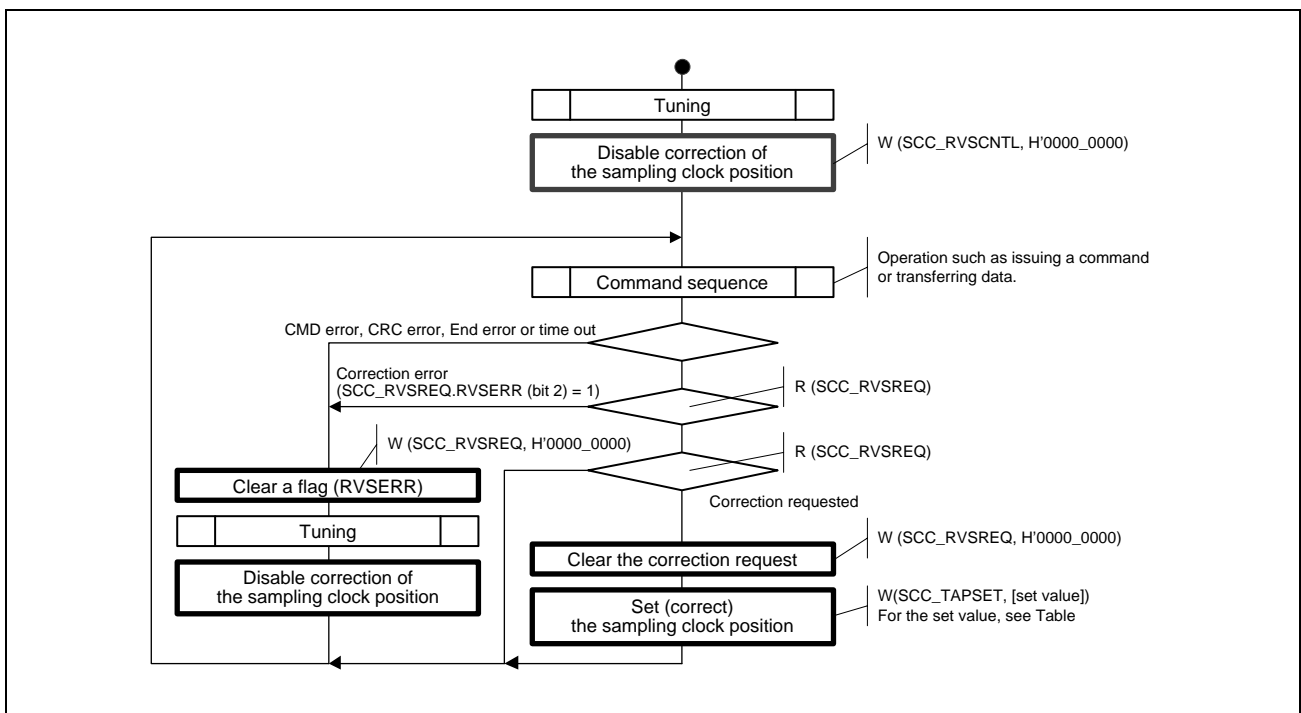 Tuning
Disable correction of
the sampling clock position
W (SCC_RVSCNTL, H'0000_0000)
Command sequence
Operation such as issuing a command
or transferring data.
CMD error, CRC error, End error or time out
Correction error
(SCC_RVSREQ.RVSERR (bit 2) = 1)
R (SCC_RVSREQ)
W (SCC_RVSREQ, H'0000_0000)
R (SCC_RVSREQ)
Clear a flag (RVSERR)
Correction requested
Tuning
Clear the correction request
W (SCC_RVSREQ, H'0000_0000)
Disable correction of
the sampling clock position
Set (correct)
the sampling clock position
W(SCC_TAPSET, [set value])
For the set value, see Table